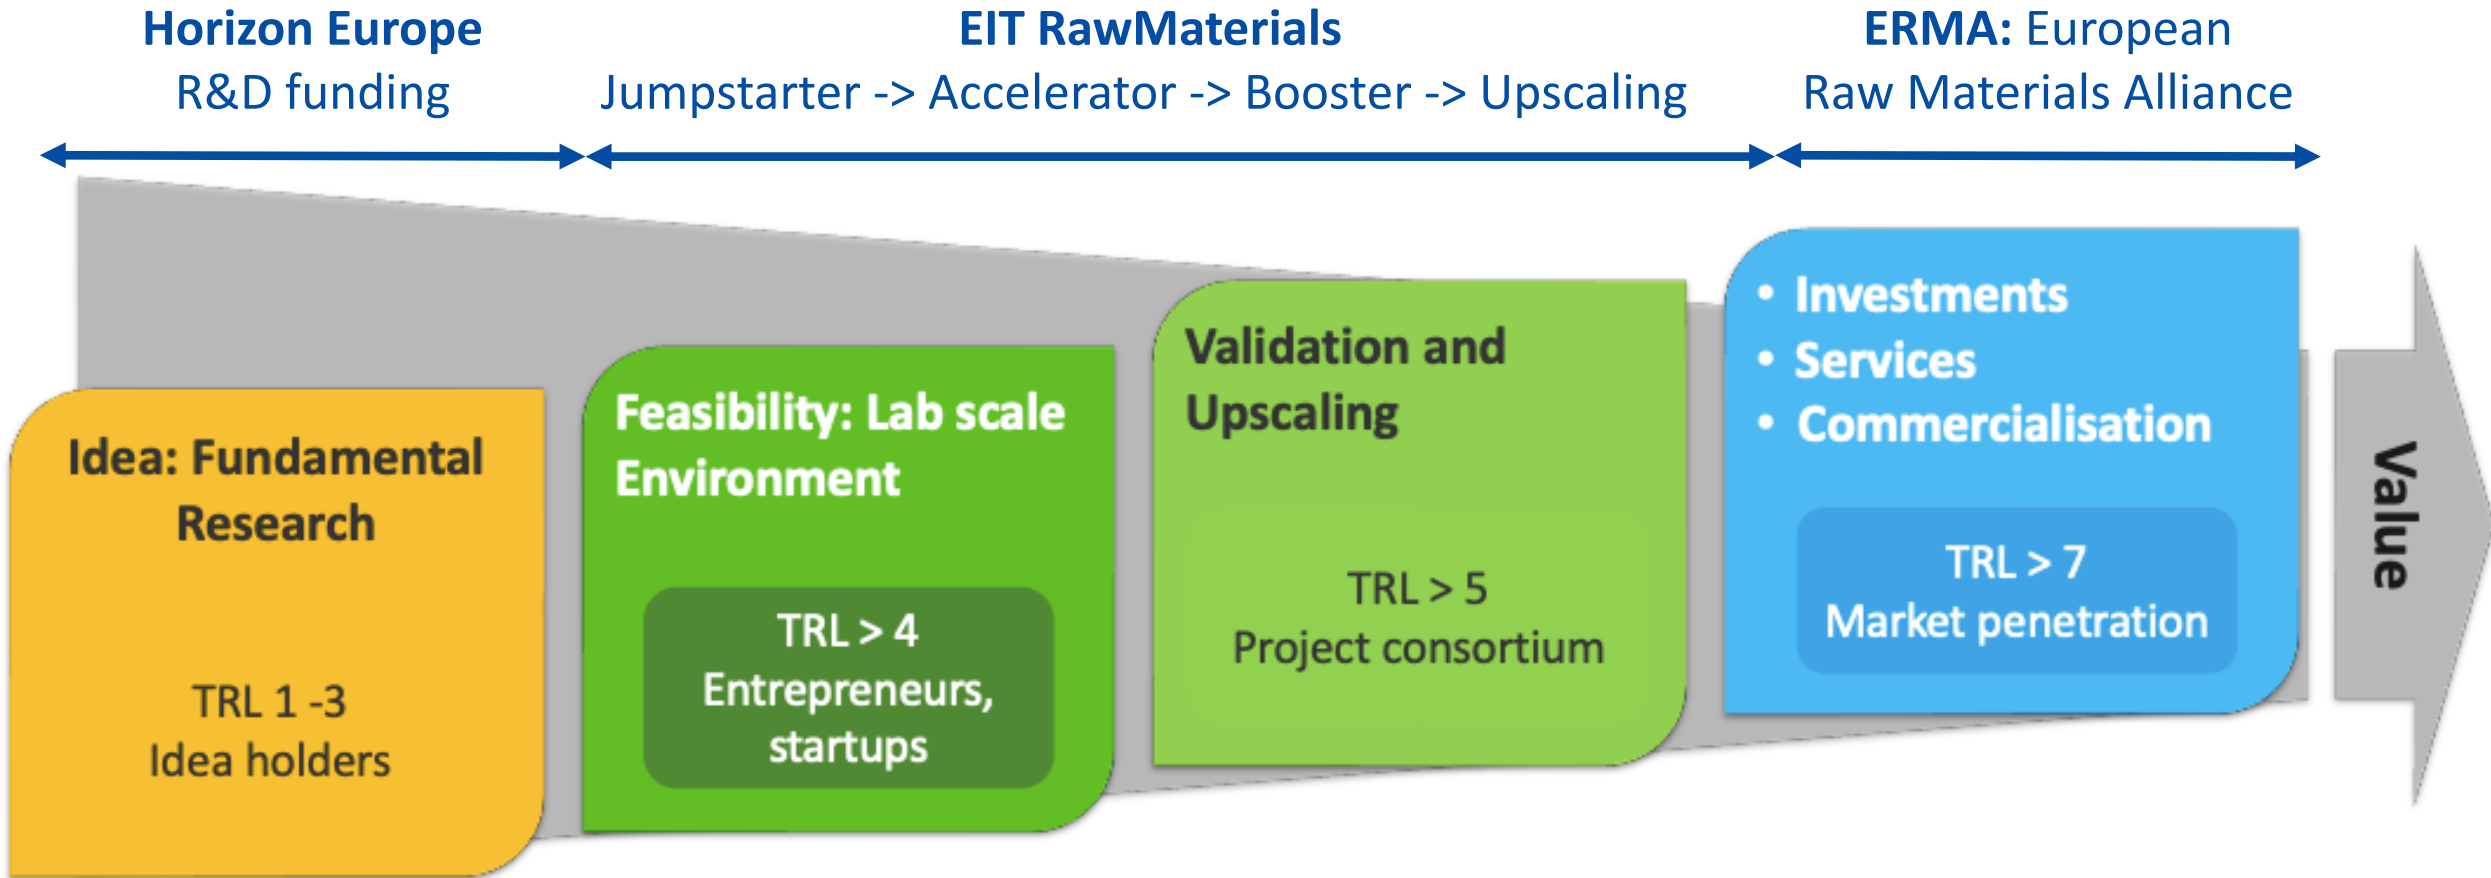 Horizon Europe
R&D funding
EIT RawMaterials
Jumpstarter -> Accelerator -> Booster -> Upscaling
ERMA: European
Raw Materials Alliance
Idea: Fundamental
Research
TRL 1 -3
Idea holders
Feasibility: Lab scale
Environment
TRL > 4
Entrepreneurs,
startups
Validation and
Upscaling
TRL > 5
Project consortium
• Investments
• Services
• Commercialisation
TRL > 7
Market penetration
Value